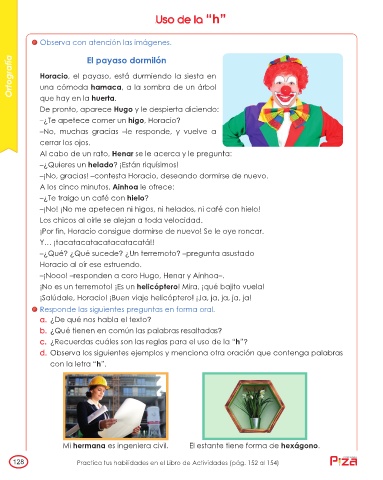 Uso de la "h"
Ortografía
Observa con atención las imágenes.
El payaso dormilón
Horacio, el payaso, está durmiendo la siesta en
una cómoda hamaca, a la sombra de un árbol
que hay en la huerta.
De pronto, aparece Hugo y le despierta diciendo:
–¿Te apetece comer un higo, Horacio?
–No, muchas gracias –le responde, y vuelve a
cerrar los ojos.
Al cabo de un rato, Henar se le acerca y le pregunta:
–¿Quieres un helado? ¡Están riquísimos!
–¡No, gracias! –contesta Horacio, deseando dormirse de nuevo.
A los cinco minutos, Ainhoa le ofrece:
–¿Te traigo un café con hielo?
–¡No! ¡No me apetecen ni higos, ni helados, ni café con hielo!
Los chicos al oírle se alejan a toda velocidad.
¡Por fin, Horacio consigue dormirse de nuevo! Se le oye roncar.
Y… ¡tacatacatacatacatacatá!!
–¿Qué? ¿Qué sucede? ¿Un terremoto? –pregunta asustado
Horacio al oír ese estruendo.
–¡Nooo! –responden a coro Hugo, Henar y Ainhoa–.
¡No es un terremoto! ¡Es un helicóptero! Mira, ¡qué bajito vuela!
¡Salúdale, Horacio! ¡Buen viaje helicóptero! ¡Ja, ja, ja, ja, ja!
Responde las siguientes preguntas en forma oral.
a. ¿De qué nos habla el texto?
b. ¿Qué tienen en común las palabras resaltadas?
c. ¿Recuerdas cuáles son las reglas para el uso de la "h"?
d. Observa los siguientes ejemplos y menciona otra oración que contenga palabras
con la letra "h".
Mi hermana es ingeniera civil.
El estante tiene forma de hexágono.
128
Practica tus habilidades en el Libro de Actividades (pág. 152 al 154)
Pizza